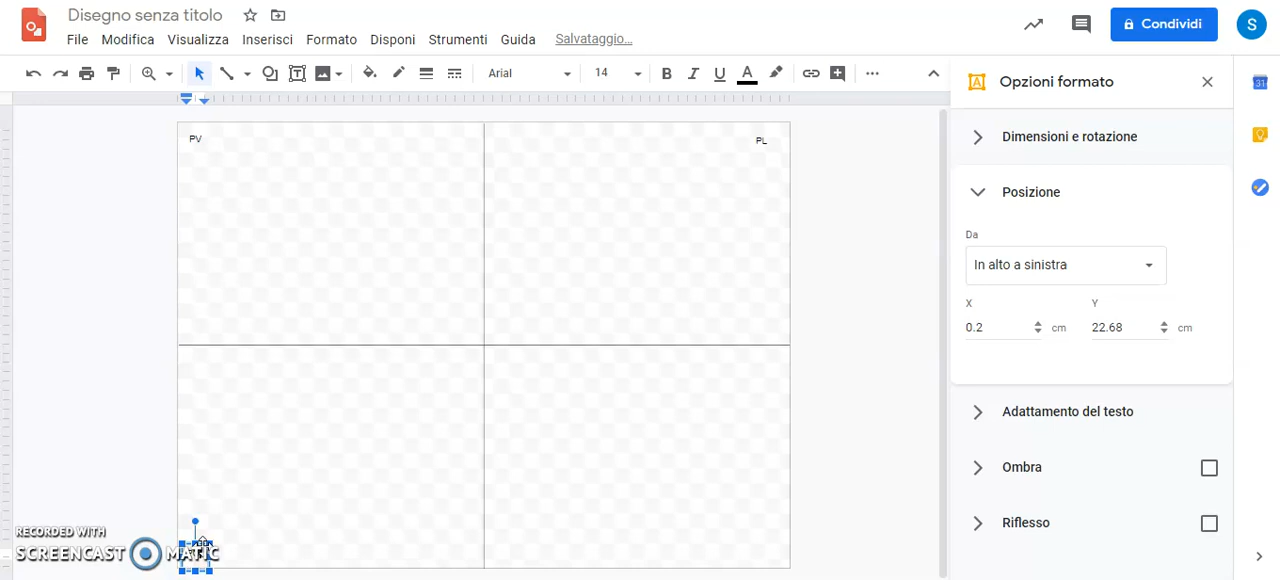 Disegno senza titolo
File Modifica Visualizza Inserisci Formato Disponi Strumenti Guida Salvataggio...
Condividi
S
Arial 14 B I U A
31
Opzioni formato
Dimensioni e rotazione
Posizione
Da
In alto a sinistra
X Y
0.2 cm 22.68 cm
Adattamento del testo
Ombra
Riflesso
PV PL
RECORDED WITH
SCREENCAST MATIC